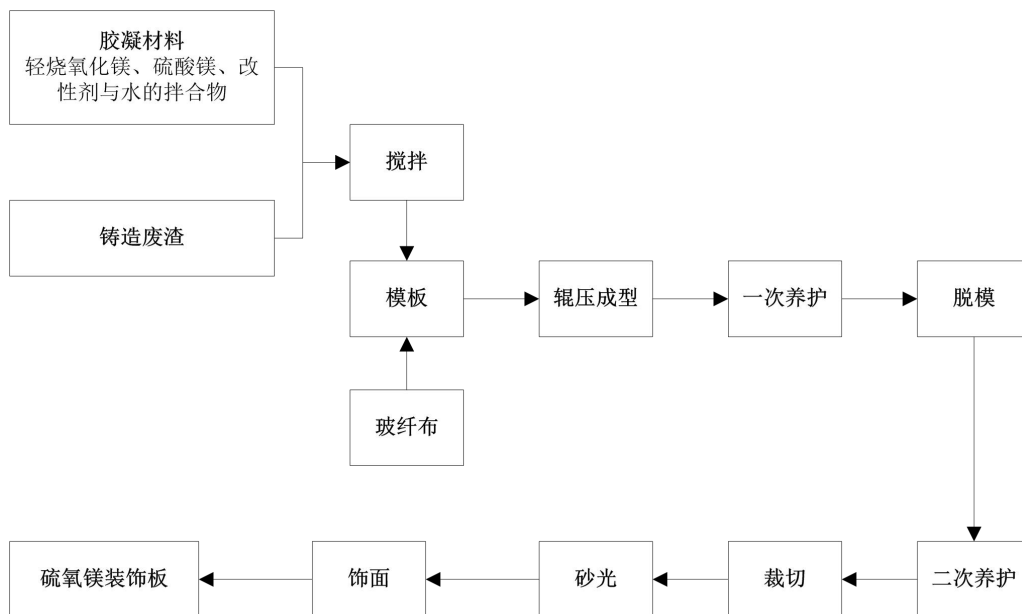 胶凝材料
轻烧氧化镁、硫酸镁、改
性剂与水的拌合物
搅拌
铸造废渣
模板
辊压成型
一次养护
脱模
玻纤布
硫氧镁装饰板
饰面
砂光
裁切
二次养护